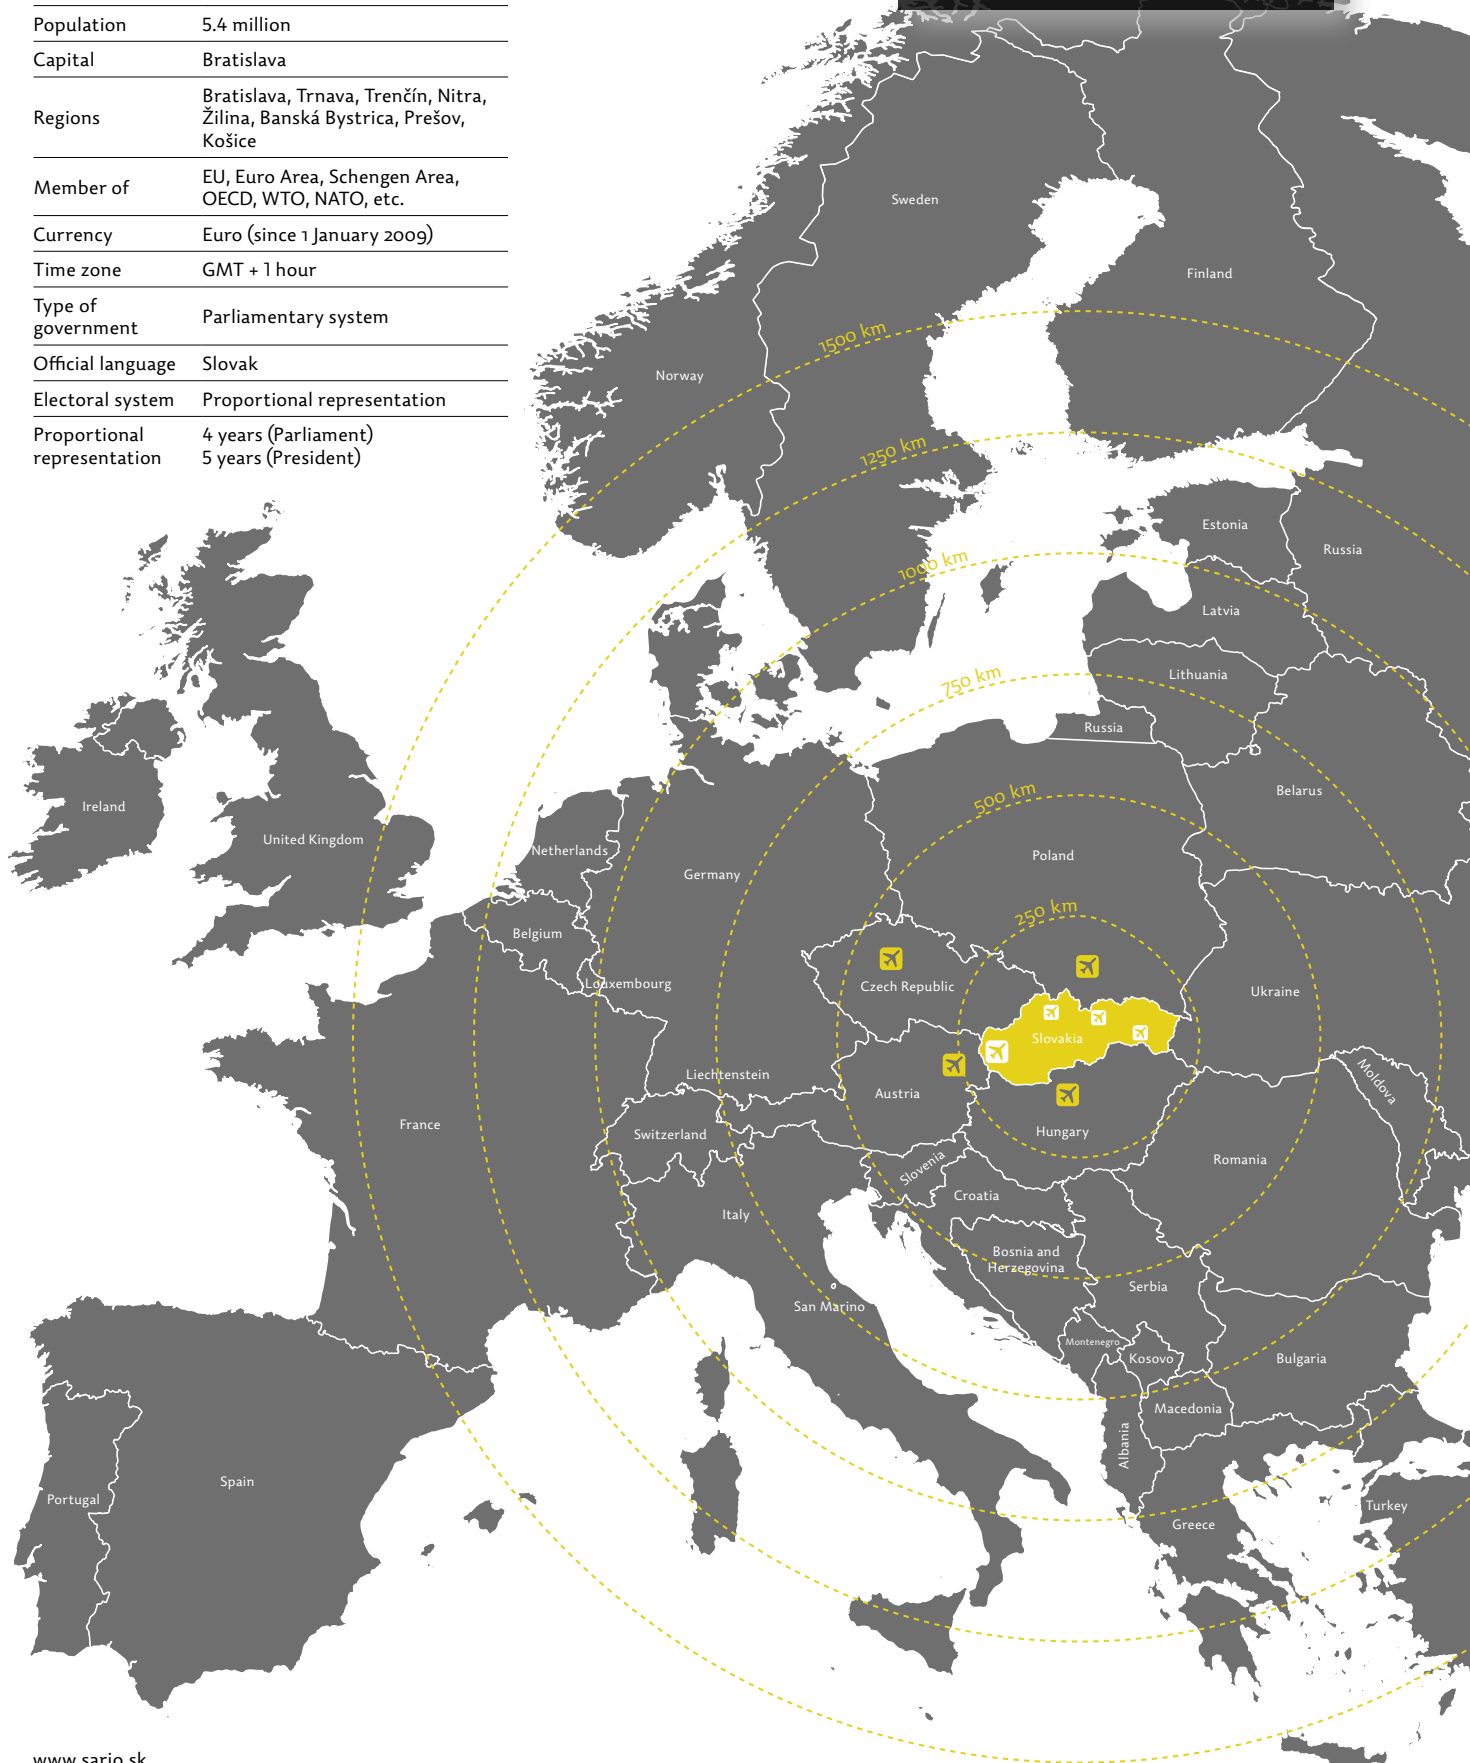 Population 5.4 million
Capital Bratislava
Regions Bratislava, Trnava, Trenčín, Nitra,
Žilina, Banská Bystrica, Prešov,
Košice
Member of EU, Euro Area, Schengen Area,
OECD, WTO, NATO, etc.
Currency Euro (since 1 January 2009)
Time zone GMT + 1 hour
Type of
government Parliamentary system
Official language Slovak
Electoral system Proportional representation
Proportional 4 years (Parliament)
representation 5 years (President)
Sweden
Finland
1500 km
Norway
1250 km
Estonia
Russia
1000 km
Latvia
Lithuania
750 km
Russia
Belarus
500 km
Ireland
United Kingdom
Netherlands
Poland
Germany
250 km
Belgium
Luxembourg
Czech Republic
Ukraine
Slovakia
Liechtenstein
Austria
Moldova
France
Switzerland
Hungary
Slovenia
Romania
Croatia
Italy
Bosnia and
Herzegovina
Serbia
San Marino
Montenegro
Kosovo
Bulgaria
Macedonia
Albania
Spain
Portugal
Turkey
Greece
www.sario.sk